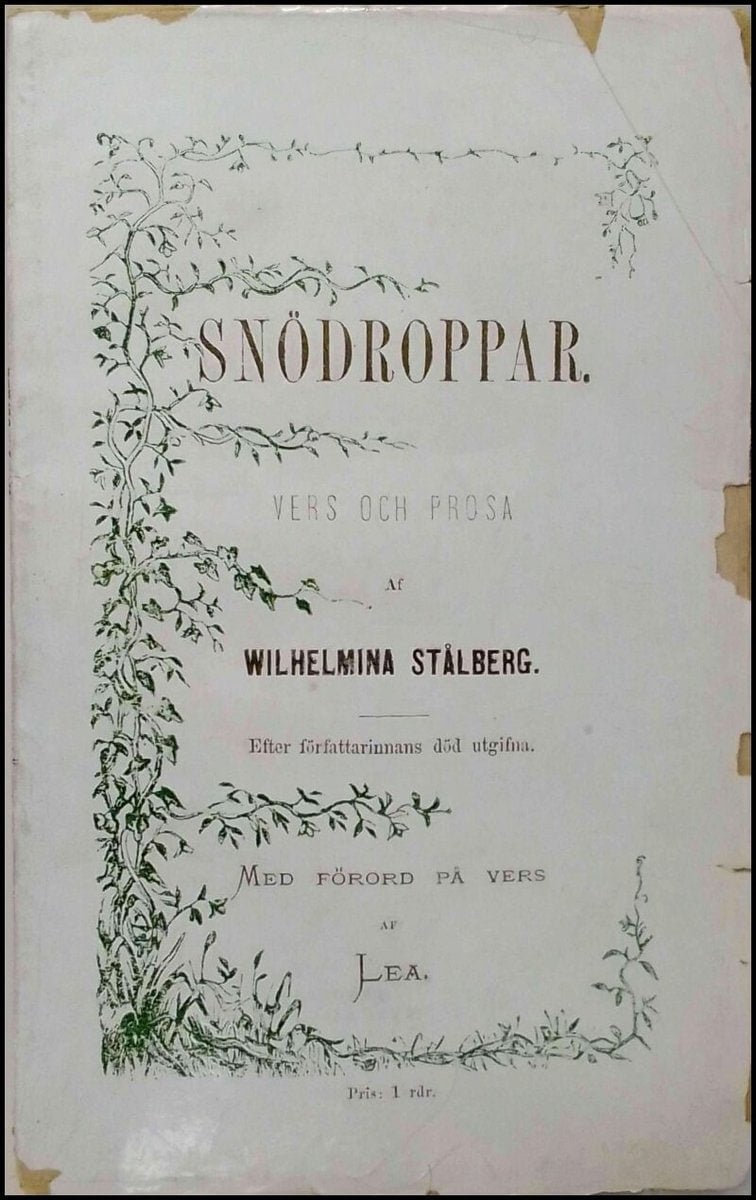 SNÖDROPPAR.
VERS OCH PROSA
Af
WILHELMINA STÅLBERG.
Efter författarinnans död utgifna.
MED FÖRORD PÅ VERS
AF
LEA.
Pris: 1 rdr.